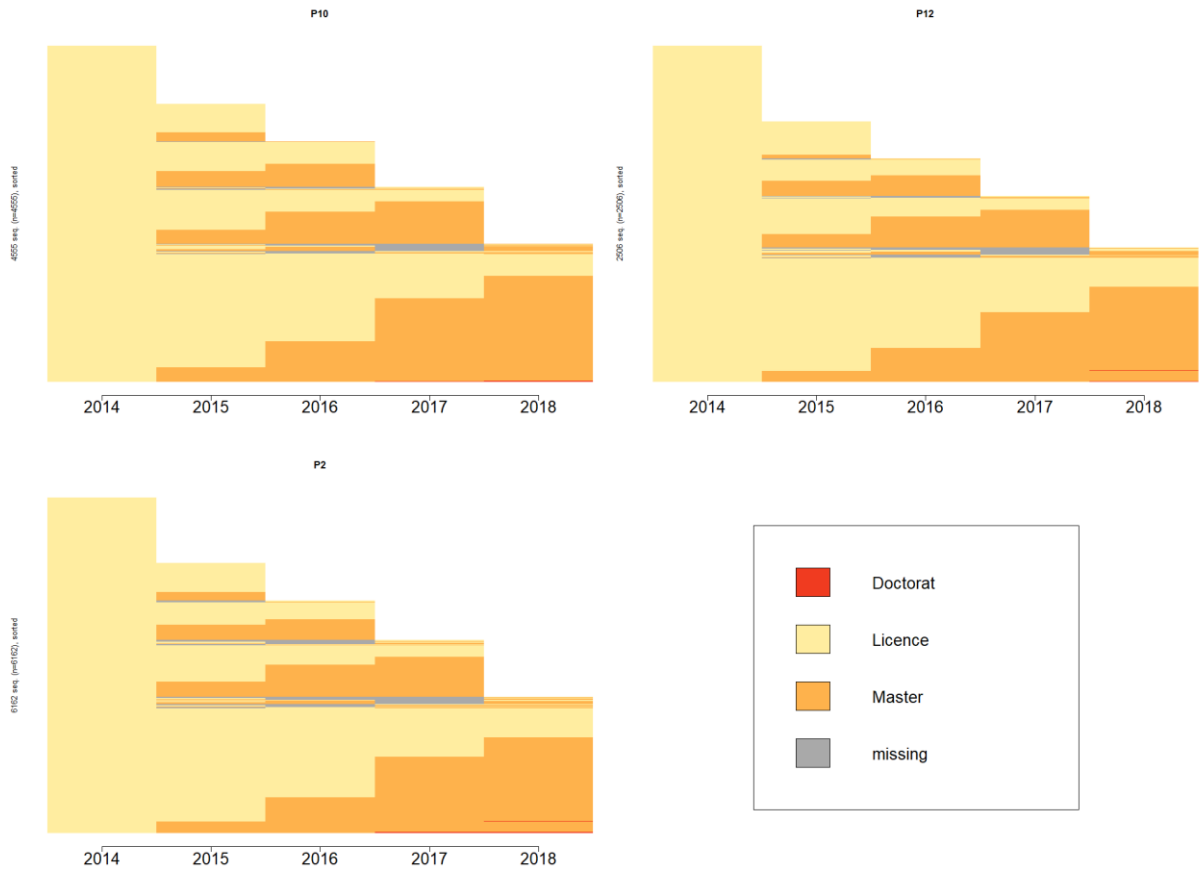 P10
4555 seq. (n=4555), sorted
2014 2015 2016 2017 2018
P12
2506 seq. (n=2506), sorted
2014 2015 2016 2017 2018
P2
6162 seq. (n=6162), sorted
2014 2015 2016 2017 2018
Doctorat
Licence
Master
missing